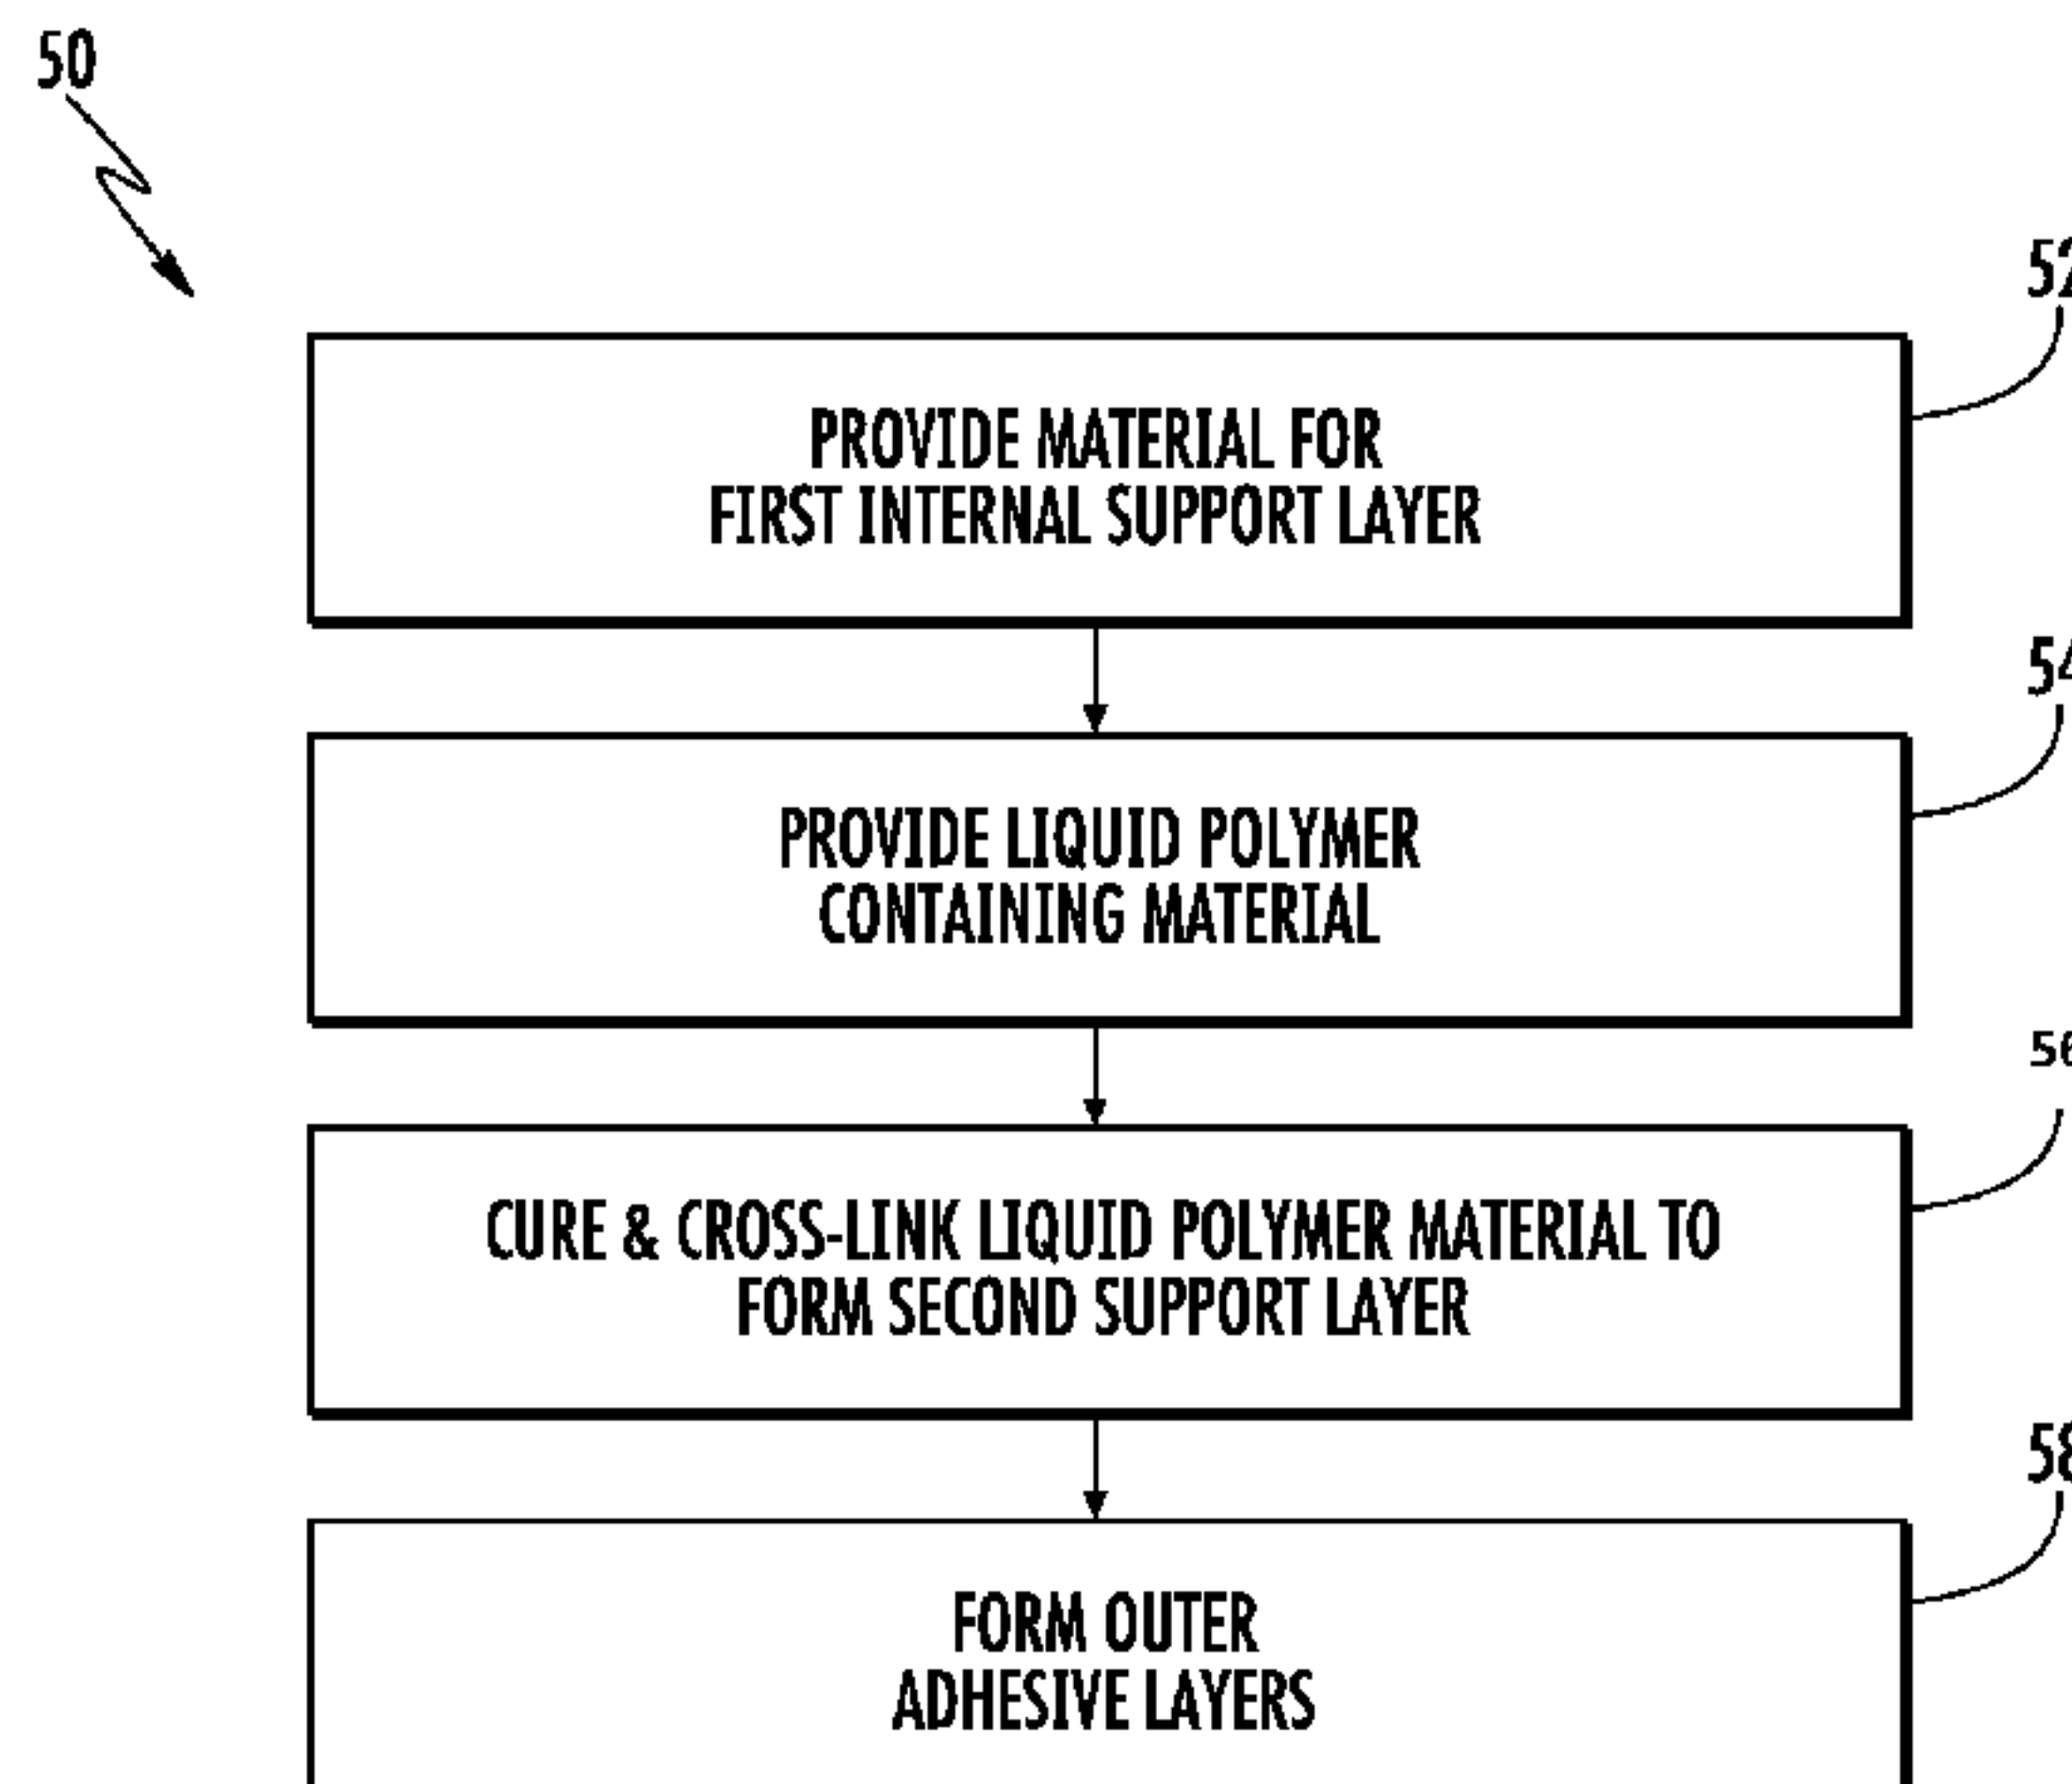 50
52
PROVIDE MATERIAL FOR
FIRST INTERNAL SUPPORT LAYER
54
PROVIDE LIQUID POLYMER
CONTAINING MATERIAL
56
CURE & CROSS-LINK LIQUID POLYMER MATERIAL TO
FORM SECOND SUPPORT LAYER
58
FORM OUTER
ADHESIVE LAYERS